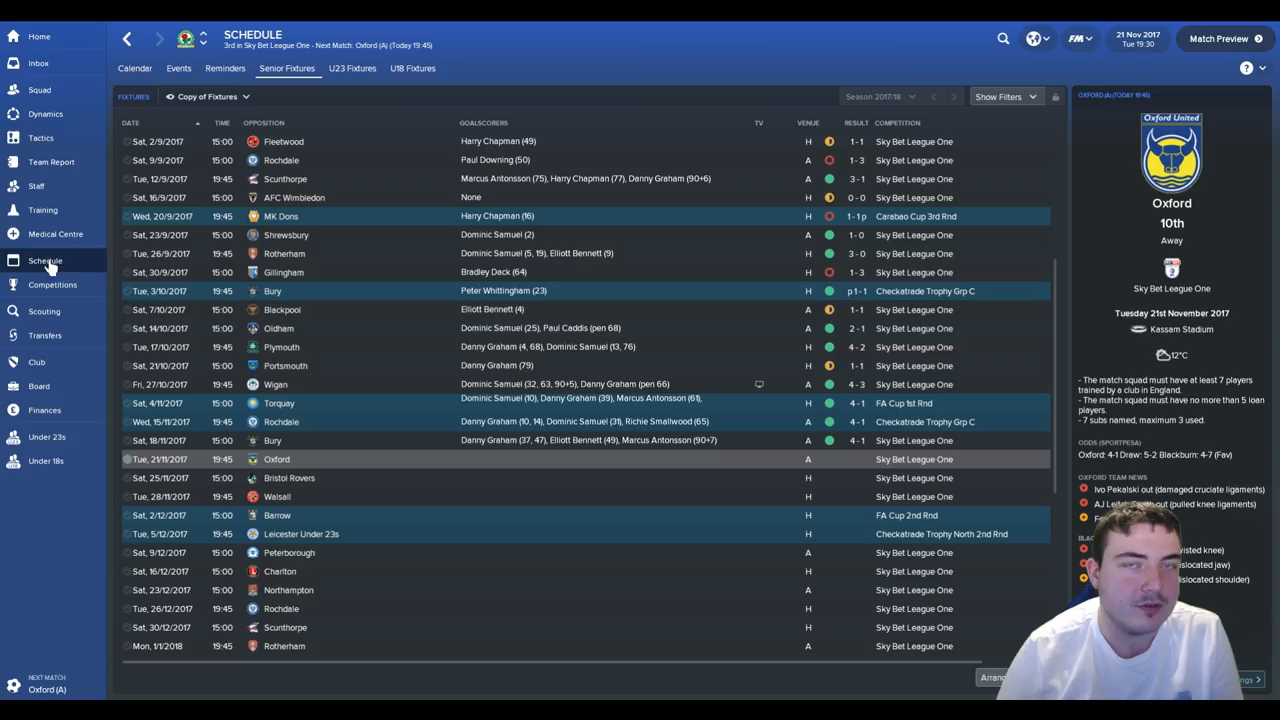 Home
Inbox
Squad
Dynamics
Tactics
Team Report
Staff
Training
Medical Centre
Schedule
Competitions
Scouting
Transfers
Club
Board
Finances
Under 23s
Under 18s
NEXT MATCH
Oxford (A)
SCHEDULE
3rd in Sky Bet League One - Next Match: Oxford (A) (Today 19:45)
FM
21 Nov 2017
Tue 19:30
Match Preview
Calendar Events Reminders Senior Fixtures U23 Fixtures U18 Fixtures
FIXTURES Copy of Fixtures Season 2017/18 Show Filters
DATE TIME OPPOSITION GOALSCORERS TV VENUE RESULT COMPETITION
Sat, 2/9/2017 15:00 Fleetwood Harry Chapman (49) H 1-1 Sky Bet League One
Sat, 9/9/2017 15:00 Rochdale Paul Downing (50) A 1-3 Sky Bet League One
Tue, 12/9/2017 19:45 Scunthorpe Marcus Antonsson (75), Harry Chapman (77), Danny Graham (90+6) A 3-1 Sky Bet League One
Sat, 16/9/2017 15:00 AFC Wimbledon None H 0-0 Sky Bet League One
Wed, 20/9/2017 19:45 MK Dons Harry Chapman (16) H 1-1 p Carabao Cup 3rd Rnd
Sat, 23/9/2017 15:00 Shrewsbury Dominic Samuel (2) A 1-0 Sky Bet League One
Tue, 26/9/2017 19:45 Rotherham Dominic Samuel (5, 19), Elliott Bennett (9) H 3-0 Sky Bet League One
Sat, 30/9/2017 15:00 Gillingham Bradley Dack (64) H 1-3 Sky Bet League One
Tue, 3/10/2017 19:45 Bury Peter Whittingham (23) H p 1-1 Checkatrade Trophy Grp C
Sat, 7/10/2017 15:00 Blackpool Elliott Bennett (4) A 1-1 Sky Bet League One
Sat, 14/10/2017 15:00 Oldham Dominic Samuel (25), Paul Caddis (pen 68) A 2-1 Sky Bet League One
Tue, 17/10/2017 19:45 Plymouth Danny Graham (4, 68), Dominic Samuel (13, 76) H 4-2 Sky Bet League One
Sat, 21/10/2017 15:00 Portsmouth Danny Graham (79) H 1-1 Sky Bet League One
Fri, 27/10/2017 19:45 Wigan Dominic Samuel (32, 63, 90+5), Danny Graham (pen 66) A 4-3 Sky Bet League One
Sat, 4/11/2017 15:00 Torquay Dominic Samuel (10), Danny Graham (39), Marcus Antonsson (61), H 4-1 FA Cup 1st Rnd
Wed, 15/11/2017 19:45 Rochdale Danny Graham (10, 14), Dominic Samuel (31), Richie Smallwood (65) A 4-1 Checkatrade Trophy Grp C
Sat, 18/11/2017 15:00 Bury Danny Graham (37, 47), Elliott Bennett (49), Marcus Antonsson (90+7) A 4-1 Sky Bet League One
Tue, 21/11/2017 19:45 Oxford A Sky Bet League One
Sat, 25/11/2017 15:00 Bristol Rovers H Sky Bet League One
Tue, 28/11/2017 19:45 Walsall H Sky Bet League One
Sat, 2/12/2017 15:00 Barrow H FA Cup 2nd Rnd
Tue, 5/12/2017 19:45 Leicester Under 23s H Checkatrade Trophy North 2nd Rnd
Sat, 9/12/2017 15:00 Peterborough A Sky Bet League One
Sat, 16/12/2017 15:00 Charlton H Sky Bet League One
Sat, 23/12/2017 15:00 Northampton A Sky Bet League One
Tue, 26/12/2017 19:45 Rochdale H Sky Bet League One
Sat, 30/12/2017 15:00 Scunthorpe H Sky Bet League One
Mon, 1/1/2018 19:45 Rotherham A Sky Bet League One
OXFORD (A) (TODAY 19:45)
Oxford United
Oxford
10th
Away
Sky Bet League One
Tuesday 21st November 2017
Kassam Stadium
12°C
- The match squad must have at least 7 players
trained by a club in England.
- The match squad must have no more than 5 loan
players.
- 7 subs named, maximum 3 used.
ODDS (SPORTPESA)
Oxford: 4-1 Draw: 5-2 Blackburn: 4-7 (Fav)
OXFORD TEAM NEWS
Ivo Pekalski out (damaged cruciate ligaments)
out (pulled knee ligaments)
knee)
jaw)
shoulder)